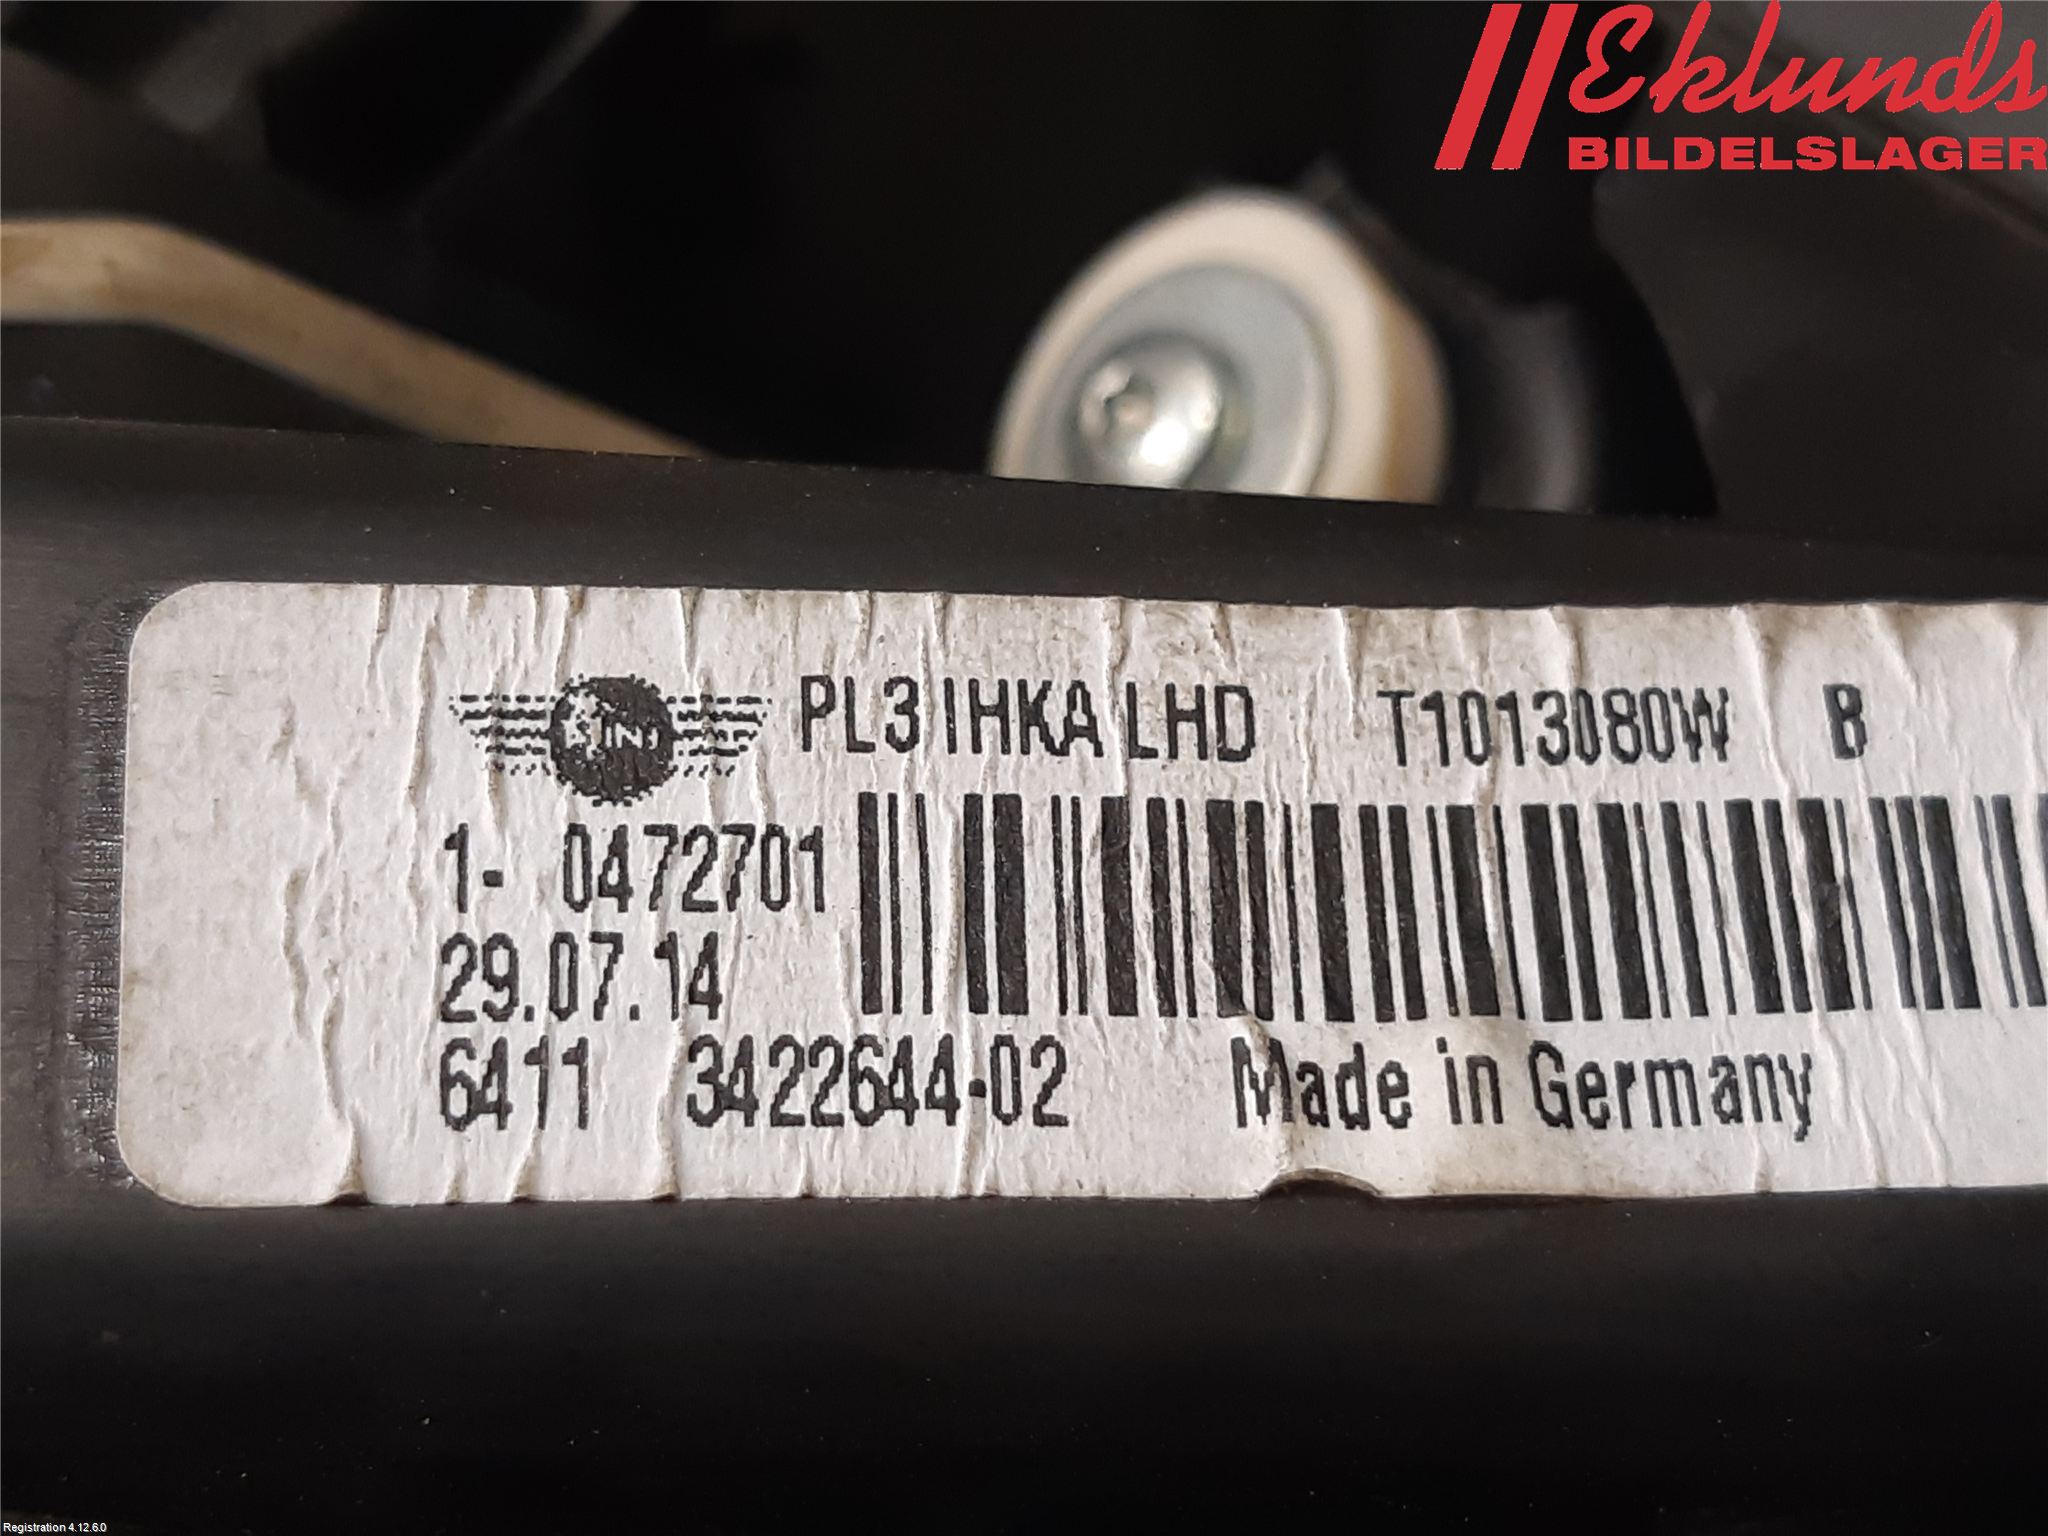 Eklunds
BILDELSLAGER
MINI PL3 IHKA LHD T1013080W B
1- 0472701
29.07.14
6411 3422644-02 Made in Germany
Registration 4.12.6.0